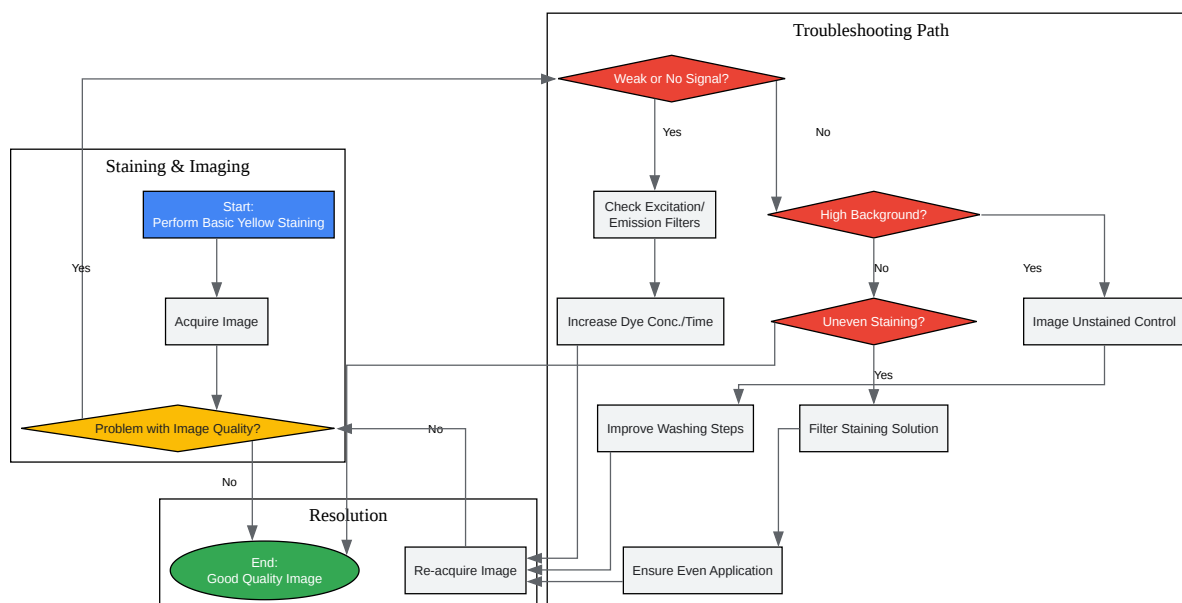 Troubleshooting Path
Weak or No Signal?
Yes
No
Staining & Imaging
Start:
Perform Basic Yellow Staining
Check Excitation/
Emission Filters
High Background?
Yes
No
Yes
Acquire Image
Increase Dye Conc./Time
Uneven Staining?
Image Unstained Control
Yes
Problem with Image Quality?
No
Improve Washing Steps
Filter Staining Solution
No
Resolution
End:
Good Quality Image
Re-acquire Image
Ensure Even Application